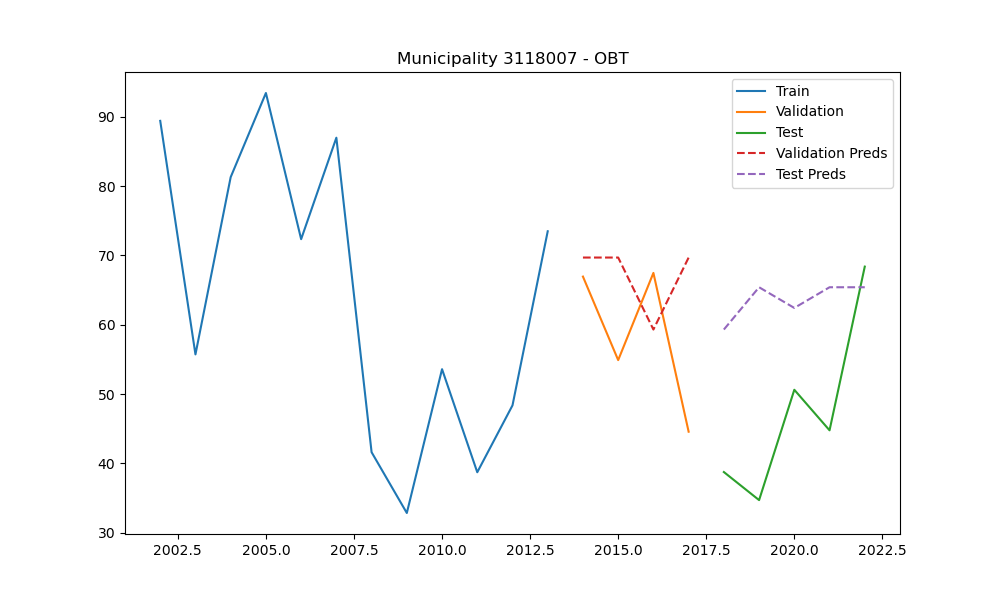 Municipality 3118007 - OBT
Train
Validation
Test
Validation Preds
Test Preds
90
80
70
60
50
40
30
2002.5 2005.0 2007.5 2010.0 2012.5 2015.0 2017.5 2020.0 2022.5